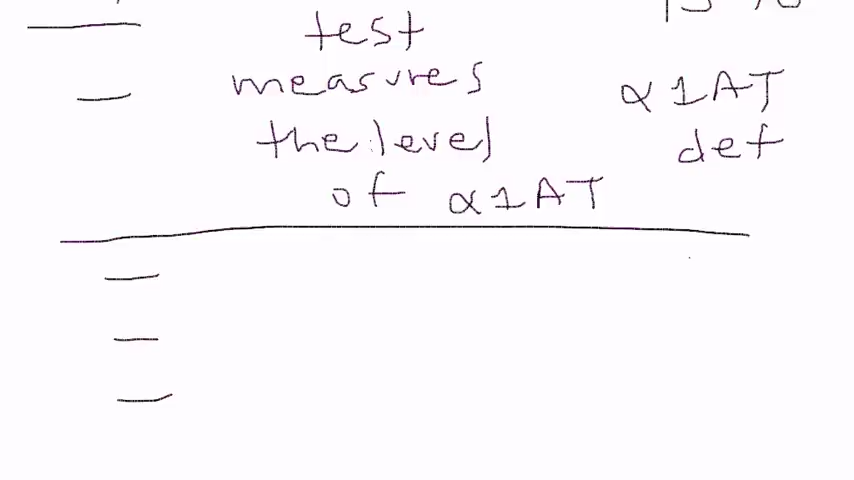 test
measures
α1AT
the level
def
of α1AT